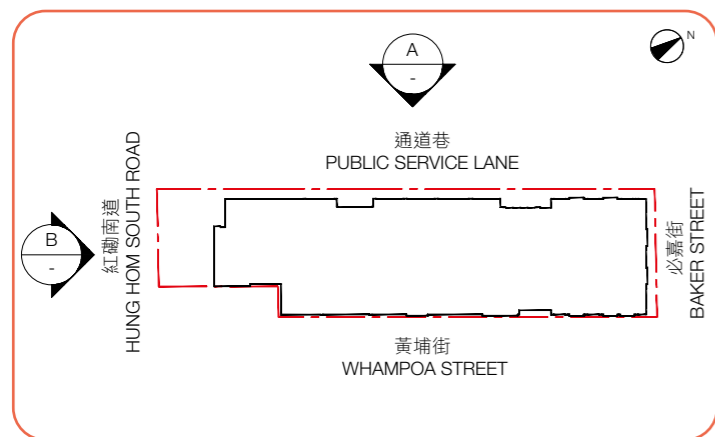 A
-
N
通道巷
PUBLIC SERVICE LANE
B
-
紅磡南道
HUNG HOM SOUTH ROAD
必嘉街
BAKER STREET
黃埔街
WHAMPOA STREET